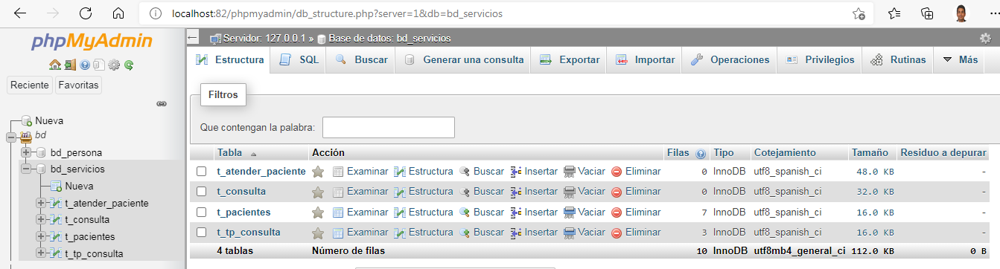 localhost:82/phpmyadmin/db_structure.php?server=1&db=bd_servicios
phpMyAdmin
Reciente Favoritas
Nueva
bd
bd_persona
bd_servicios
Nueva
t_atender_paciente
t_consulta
t_pacientes
t_tp_consulta
Servidor: 127.0.0.1 » Base de datos: bd_servicios
Estructura SQL Buscar Generar una consulta Exportar Importar Operaciones Privilegios Rutinas Más
Filtros
Que contengan la palabra:
Tabla Acción Filas Tipo Cotejamiento Tamaño Residuo a depurar
t_atender_paciente Examinar Estructura Buscar Insertar Vaciar Eliminar 0 InnoDB utf8_spanish_ci 48.0 KB -
t_consulta Examinar Estructura Buscar Insertar Vaciar Eliminar 0 InnoDB utf8_spanish_ci 32.0 KB -
t_pacientes Examinar Estructura Buscar Insertar Vaciar Eliminar 7 InnoDB utf8_spanish_ci 16.0 KB -
t_tp_consulta Examinar Estructura Buscar Insertar Vaciar Eliminar 3 InnoDB utf8_spanish_ci 16.0 KB -
4 tablas Número de filas 10 InnoDB utf8mb4_general_ci 112.0 KB 0 B